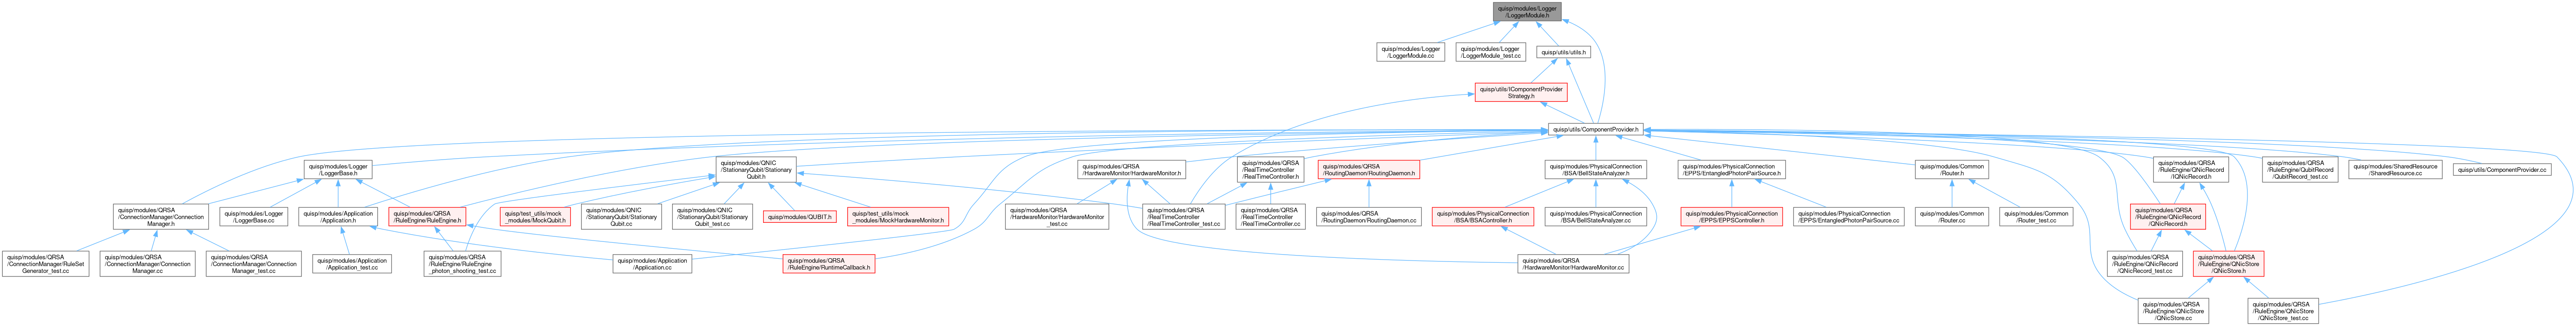 quisp/modules/Logger
/LoggerModule.h
quisp/modules/Logger
/LoggerModule.cc
quisp/modules/Logger
/LoggerModule_test.cc
quisp/utils/utils.h
quisp/utils/IComponentProvider
Strategy.h
quisp/utils/ComponentProvider.h
quisp/modules/Logger
/LoggerBase.h
quisp/modules/QNIC
/StationaryQubit/Stationary
Qubit.h
quisp/modules/QRSA
/HardwareMonitor/HardwareMonitor.h
quisp/modules/QRSA
/RealTimeController
/RealTimeController.h
quisp/modules/QRSA
/RoutingDaemon/RoutingDaemon.h
quisp/modules/PhysicalConnection
/BSA/BellStateAnalyzer.h
quisp/modules/PhysicalConnection
/EPPS/EntangledPhotonPairSource.h
quisp/modules/Common
/Router.h
quisp/modules/QRSA
/RuleEngine/QNicRecord
/IQNicRecord.h
quisp/modules/QRSA
/RuleEngine/QubitRecord
/QubitRecord_test.cc
quisp/modules/SharedResource
/SharedResource.cc
quisp/utils/ComponentProvider.cc
quisp/modules/QRSA
/ConnectionManager/Connection
Manager.h
quisp/modules/Logger
/LoggerBase.cc
quisp/modules/Application
/Application.h
quisp/modules/QRSA
/RuleEngine/RuleEngine.h
quisp/test_utils/mock
_modules/MockQubit.h
quisp/modules/QNIC
/StationaryQubit/Stationary
Qubit.cc
quisp/modules/QNIC
/StationaryQubit/Stationary
Qubit_test.cc
quisp/modules/QUBIT.h
quisp/test_utils/mock
_modules/MockHardwareMonitor.h
quisp/modules/QRSA
/HardwareMonitor/HardwareMonitor
_test.cc
quisp/modules/QRSA
/RealTimeController
/RealTimeController_test.cc
quisp/modules/QRSA
/RealTimeController
/RealTimeController.cc
quisp/modules/QRSA
/RoutingDaemon/RoutingDaemon.cc
quisp/modules/PhysicalConnection
/BSA/BSAController.h
quisp/modules/PhysicalConnection
/BSA/BellStateAnalyzer.cc
quisp/modules/PhysicalConnection
/EPPS/EPPSController.h
quisp/modules/PhysicalConnection
/EPPS/EntangledPhotonPairSource.cc
quisp/modules/Common
/Router.cc
quisp/modules/Common
/Router_test.cc
quisp/modules/QRSA
/RuleEngine/QNicRecord
/QNicRecord.h
quisp/modules/QRSA
/ConnectionManager/RuleSet
Generator_test.cc
quisp/modules/QRSA
/ConnectionManager/Connection
Manager.cc
quisp/modules/QRSA
/ConnectionManager/Connection
Manager_test.cc
quisp/modules/Application
/Application_test.cc
quisp/modules/QRSA
/RuleEngine/RuleEngine
_photon_shooting_test.cc
quisp/modules/Application
/Application.cc
quisp/modules/QRSA
/RuleEngine/RuntimeCallback.h
quisp/modules/QRSA
/HardwareMonitor/HardwareMonitor.cc
quisp/modules/QRSA
/RuleEngine/QNicRecord
/QNicRecord_test.cc
quisp/modules/QRSA
/RuleEngine/QNicStore
/QNicStore.h
quisp/modules/QRSA
/RuleEngine/QNicStore
/QNicStore.cc
quisp/modules/QRSA
/RuleEngine/QNicStore
/QNicStore_test.cc